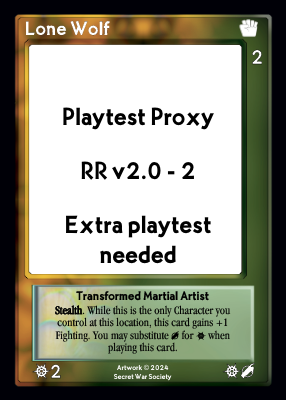 Lone Wolf
2
Playtest Proxy
RR v2.0 - 2
Extra playtest
needed
Transformed Martial Artist
Stealth. While this is the only Character you
control at this location, this card gains +1
Fighting. You may substitute for when
playing this card.
2
Artwork © 2024
Secret War Society